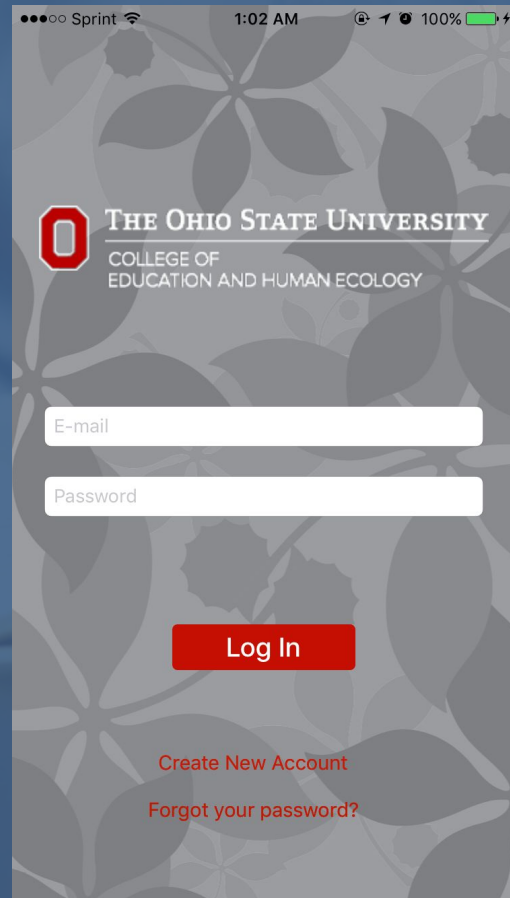 Sprint 1:02 AM 100%
THE OHIO STATE UNIVERSITY
COLLEGE OF
EDUCATION AND HUMAN ECOLOGY
E-mail
Password
Log In
Create New Account
Forgot your password?